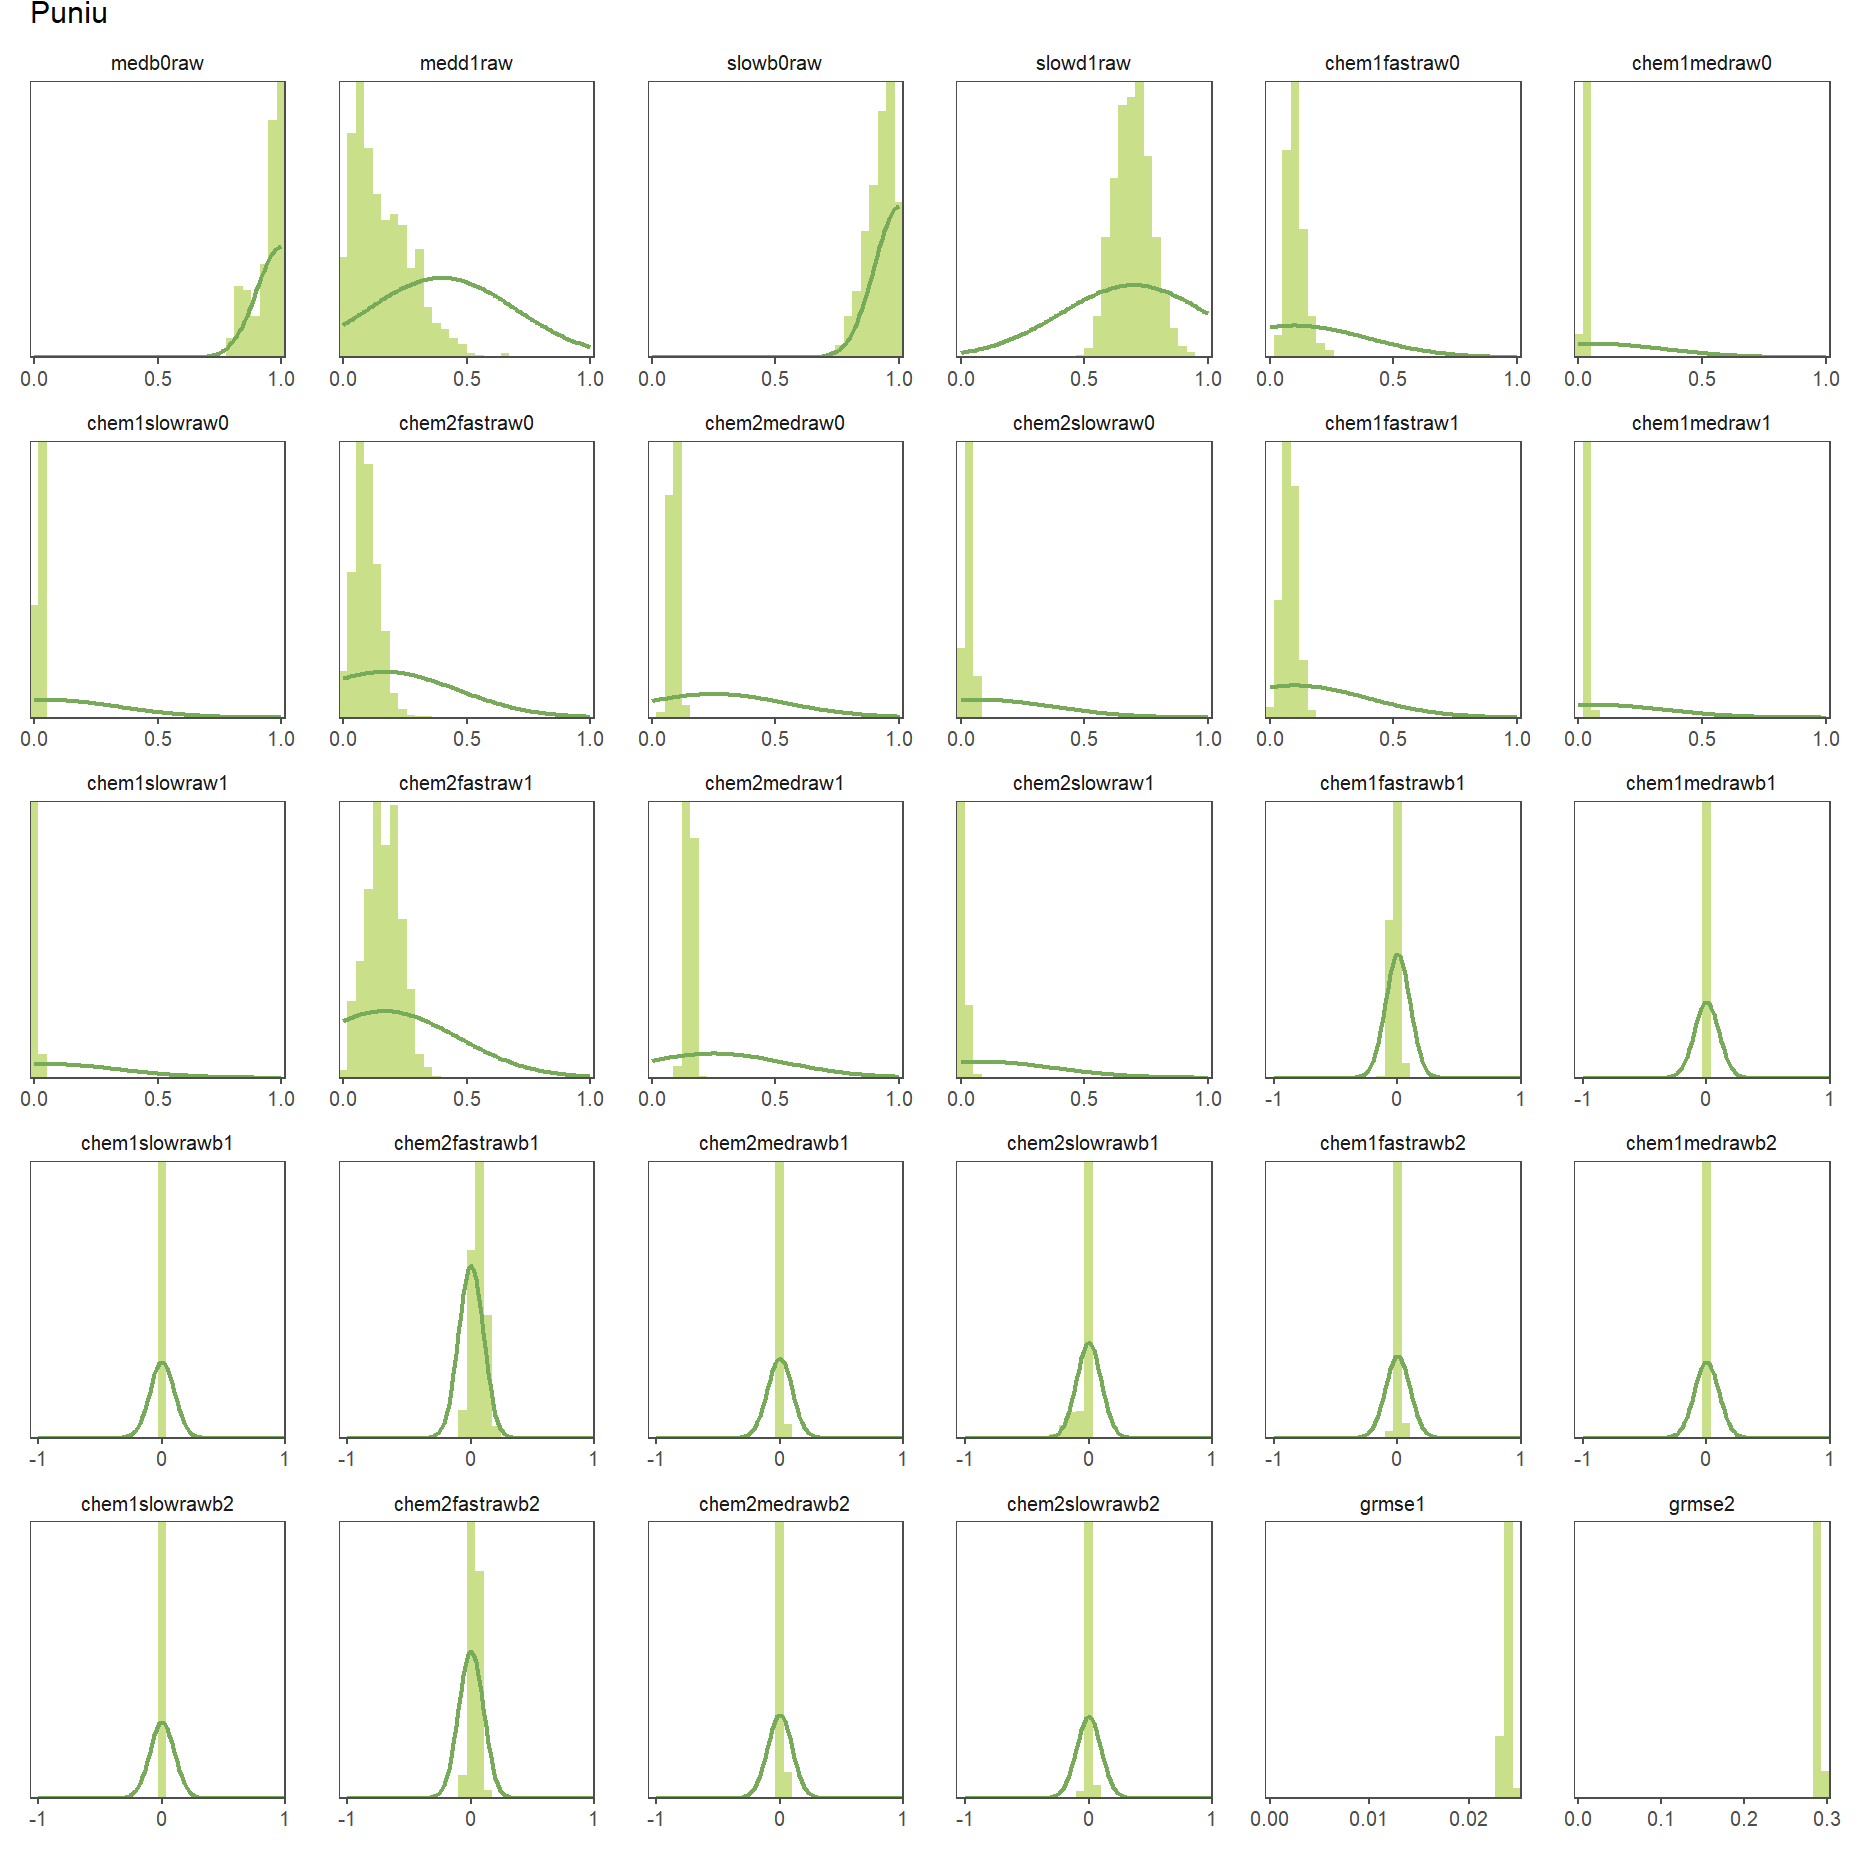 Puniu
medb0raw medd1raw slowb0raw slowd1raw chem1fastraw0 chem1medraw0
0.0 0.5 1.0 0.0 0.5 1.0 0.0 0.5 1.0 0.0 0.5 1.0 0.0 0.5 1.0 0.0 0.5 1.0
chem1slowraw0 chem2fastraw0 chem2medraw0 chem2slowraw0 chem1fastraw1 chem1medraw1
0.0 0.5 1.0 0.0 0.5 1.0 0.0 0.5 1.0 0.0 0.5 1.0 0.0 0.5 1.0 0.0 0.5 1.0
chem1slowraw1 chem2fastraw1 chem2medraw1 chem2slowraw1 chem1fastrawb1 chem1medrawb1
0.0 0.5 1.0 0.0 0.5 1.0 0.0 0.5 1.0 0.0 0.5 1.0 -1 0 1 -1 0 1
chem1slowrawb1 chem2fastrawb1 chem2medrawb1 chem2slowrawb1 chem1fastrawb2 chem1medrawb2
-1 0 1 -1 0 1 -1 0 1 -1 0 1 -1 0 1 -1 0 1
chem1slowrawb2 chem2fastrawb2 chem2medrawb2 chem2slowrawb2 grmse1 grmse2
-1 0 1 -1 0 1 -1 0 1 -1 0 1 0.00 0.01 0.02 0.0 0.1 0.2 0.3